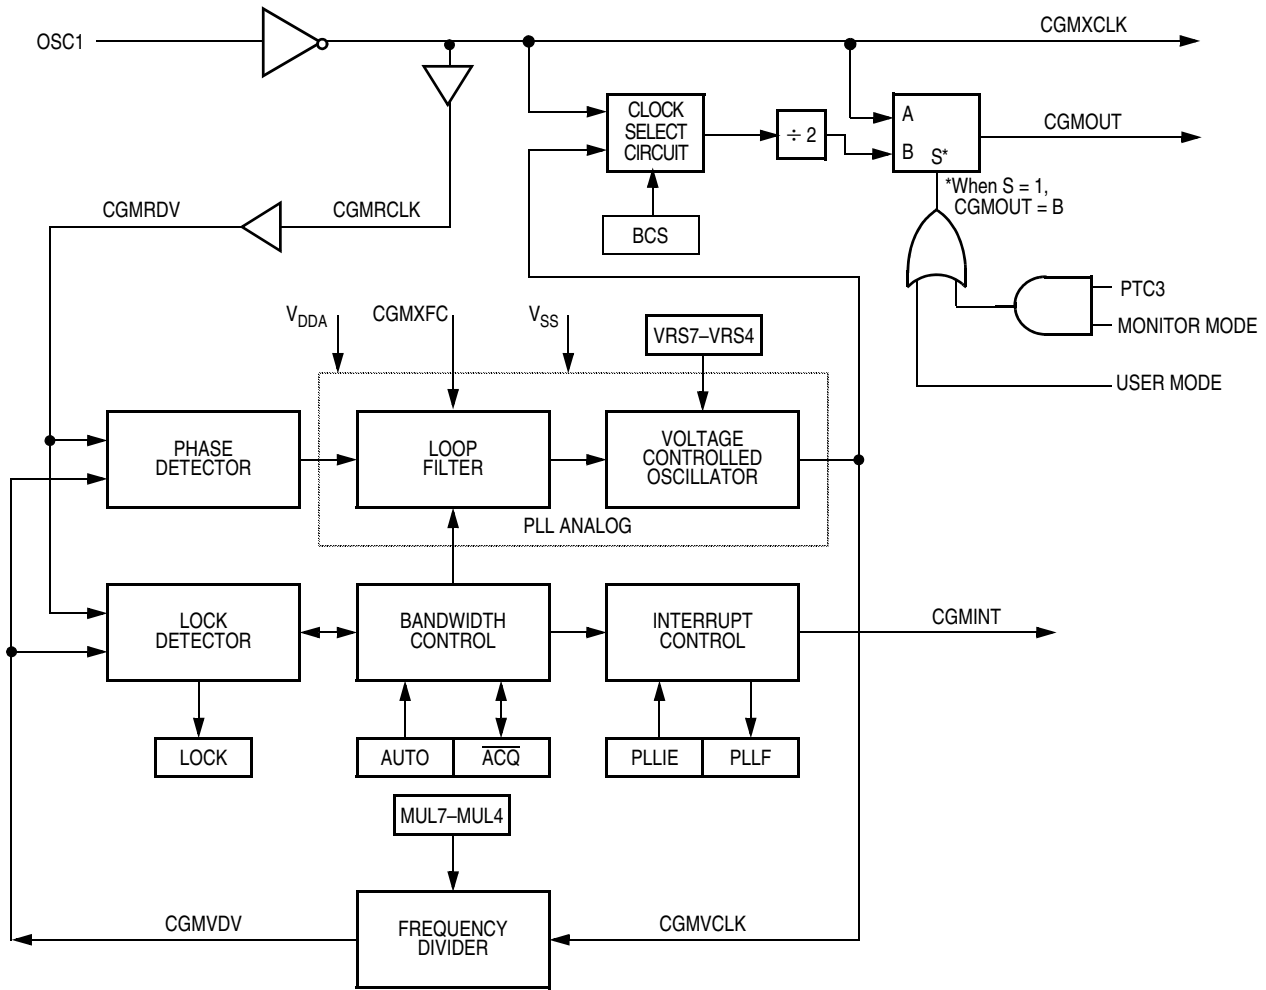 OSC1
CGMXCLK
CLOCK
SELECT
CIRCUIT
÷ 2
A
B
S*
CGMOUT
*When S = 1,
CGMOUT = B
CGMRDV
CGMRCLK
BCS
PTC3
MONITOR MODE
USER MODE
VDDA
CGMXFC
VSS
VRS7–VRS4
PHASE
DETECTOR
LOOP
FILTER
VOLTAGE
CONTROLLED
OSCILLATOR
PLL ANALOG
LOCK
DETECTOR
BANDWIDTH
CONTROL
INTERRUPT
CONTROL
CGMINT
LOCK
AUTO
ACQ
PLLIE
PLLF
MUL7–MUL4
CGMVDV
FREQUENCY
DIVIDER
CGMVCLK